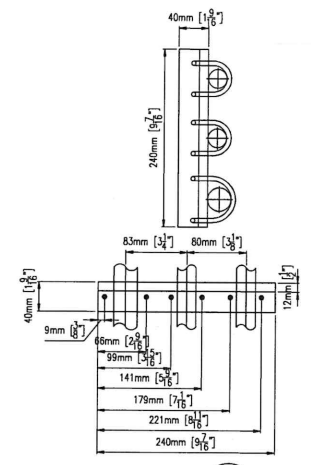 40mm [1 9/16"]
240mm [9 7/16"]
83mm [3 1/4"]
80mm [3 1/8"]
40mm [1 9/16"]
12mm [1/2"]
9mm [3/8"]
66mm [2 9/16"]
99mm [3 15/16"]
141mm [5 9/16"]
179mm [7 1/16"]
221mm [8 11/16"]
240mm [9 7/16"]